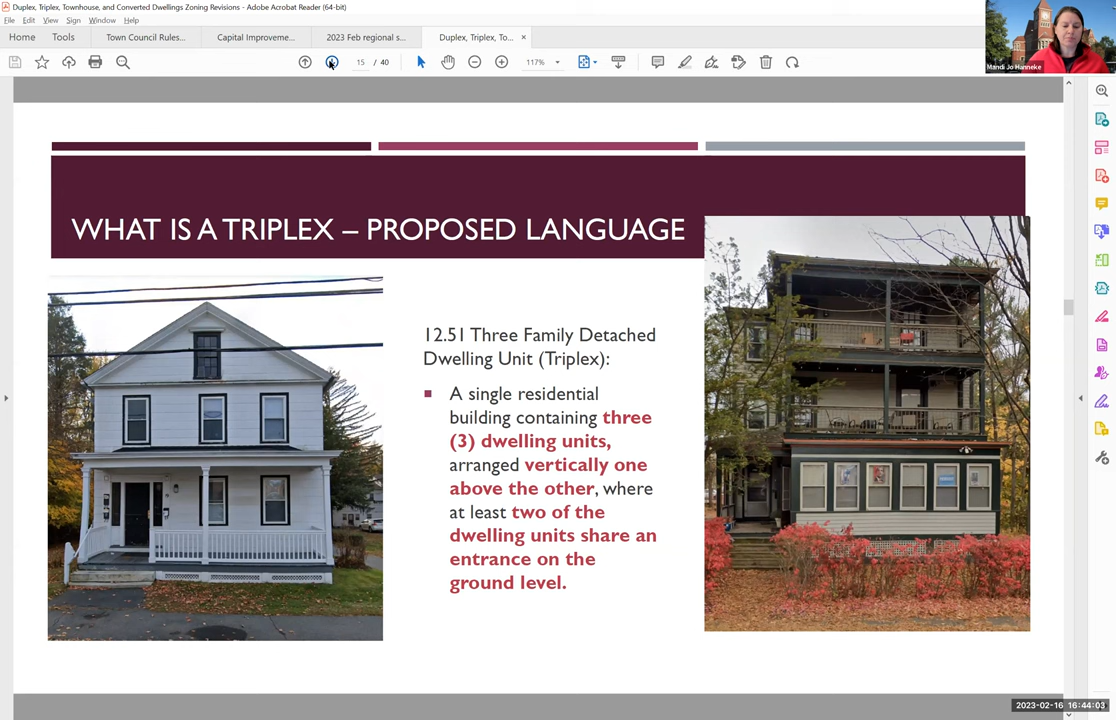 Duplex, Triplex, Townhouse, and Converted Dwellings Zoning Revisions - Adobe Acrobat Reader (64-bit)
File Edit View Sign Window Help
Home Tools Town Council Rules... Capital Improveme... 2023 Feb regional s... Duplex, Triplex, To... ×
15 / 40 117%
Mandi Jo Hanneke
WHAT IS A TRIPLEX – PROPOSED LANGUAGE
12.51 Three Family Detached
Dwelling Unit (Triplex):
A single residential
building containing three
(3) dwelling units,
arranged vertically one
above the other, where
at least two of the
dwelling units share an
entrance on the
ground level.
2023-02-16 16:44:03